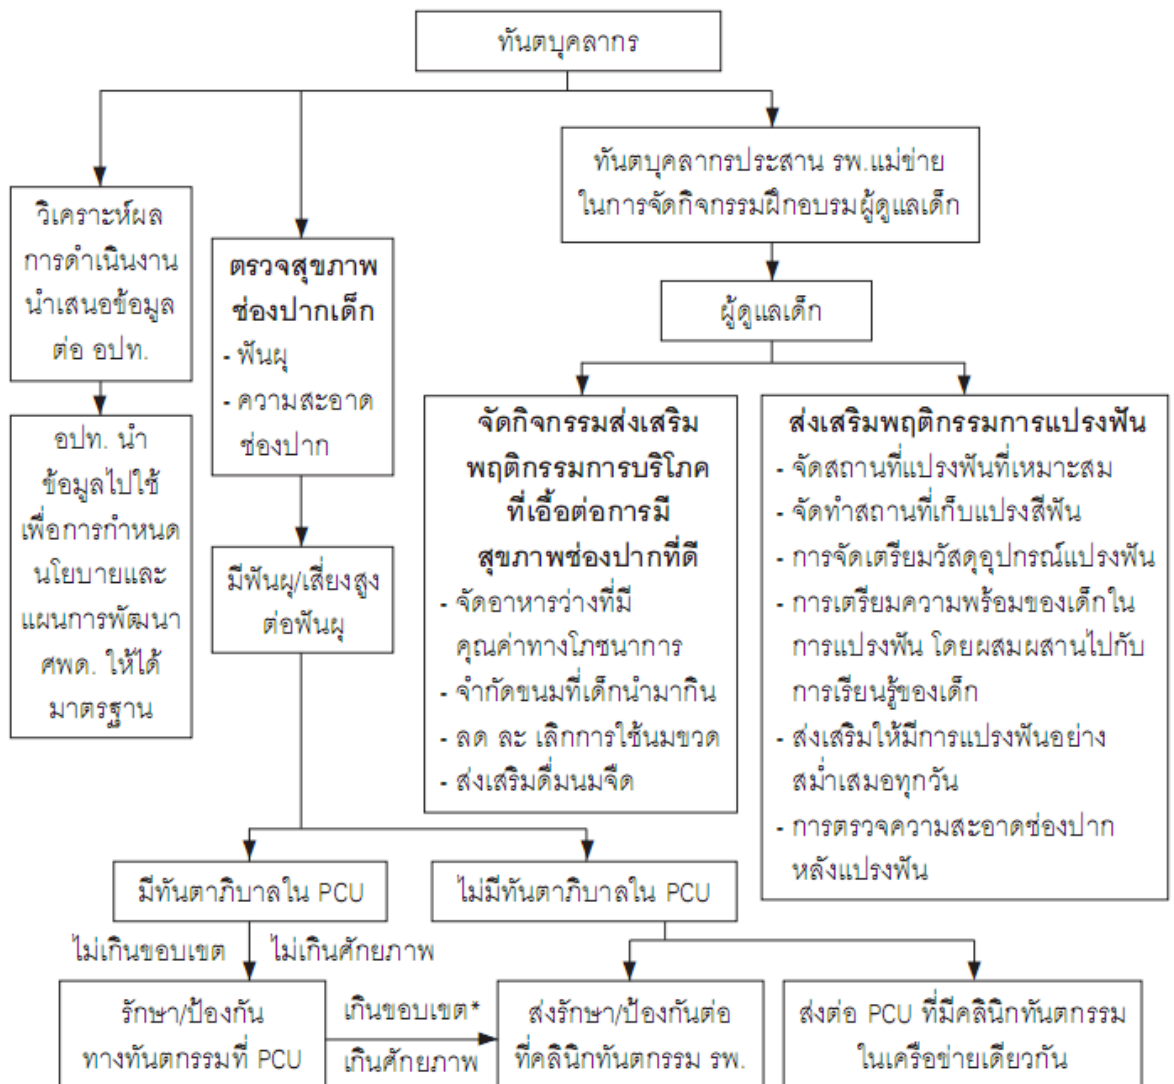 ทันตบุคลากร
ทันตบุคลากรประสาน รพ.แม่ข่าย
ในการจัดกิจกรรมฝึกอบรมผู้ดูแลเด็ก
วิเคราะห์ผล
การดำเนินงาน
นำเสนอข้อมูล
ต่อ อปท.
ตรวจสุขภาพ
ช่องปากเด็ก
- ฟันผุ
- ความสะอาด
ช่องปาก
ผู้ดูแลเด็ก
อปท. นำ
ข้อมูลไปใช้
เพื่อการกำหนด
นโยบายและ
แผนการพัฒนา
ศพด. ให้ได้
มาตรฐาน
มีฟันผุ/เสี่ยงสูง
ต่อฟันผุ
จัดกิจกรรมส่งเสริม
พฤติกรรมการบริโภค
ที่เอื้อต่อการมี
สุขภาพช่องปากที่ดี
- จัดอาหารว่างที่มี
คุณค่าทางโภชนาการ
- จำกัดขนมที่เด็กนำมากิน
- ลด ละ เลิกการใช้นมขวด
- ส่งเสริมดื่มนมจืด
ส่งเสริมพฤติกรรมการแปรงฟัน
- จัดสถานที่แปรงฟันที่เหมาะสม
- จัดทำสถานที่เก็บแปรงสีฟัน
- การจัดเตรียมวัสดุอุปกรณ์แปรงฟัน
- การเตรียมความพร้อมของเด็กใน
การแปรงฟัน โดยผสมผสานไปกับ
การเรียนรู้ของเด็ก
- ส่งเสริมให้มีการแปรงฟันอย่าง
สม่ำเสมอทุกวัน
- การตรวจความสะอาดช่องปาก
หลังแปรงฟัน
มีทันตาภิบาลใน PCU
ไม่มีทันตาภิบาลใน PCU
ไม่เกินขอบเขต
ไม่เกินศักยภาพ
รักษา/ป้องกัน
ทางทันตกรรมที่ PCU
เกินขอบเขต*
เกินศักยภาพ
ส่งรักษา/ป้องกันต่อ
ที่คลินิกทันตกรรม รพ.
ส่งต่อ PCU ที่มีคลินิกทันตกรรม
ในเครือข่ายเดียวกัน